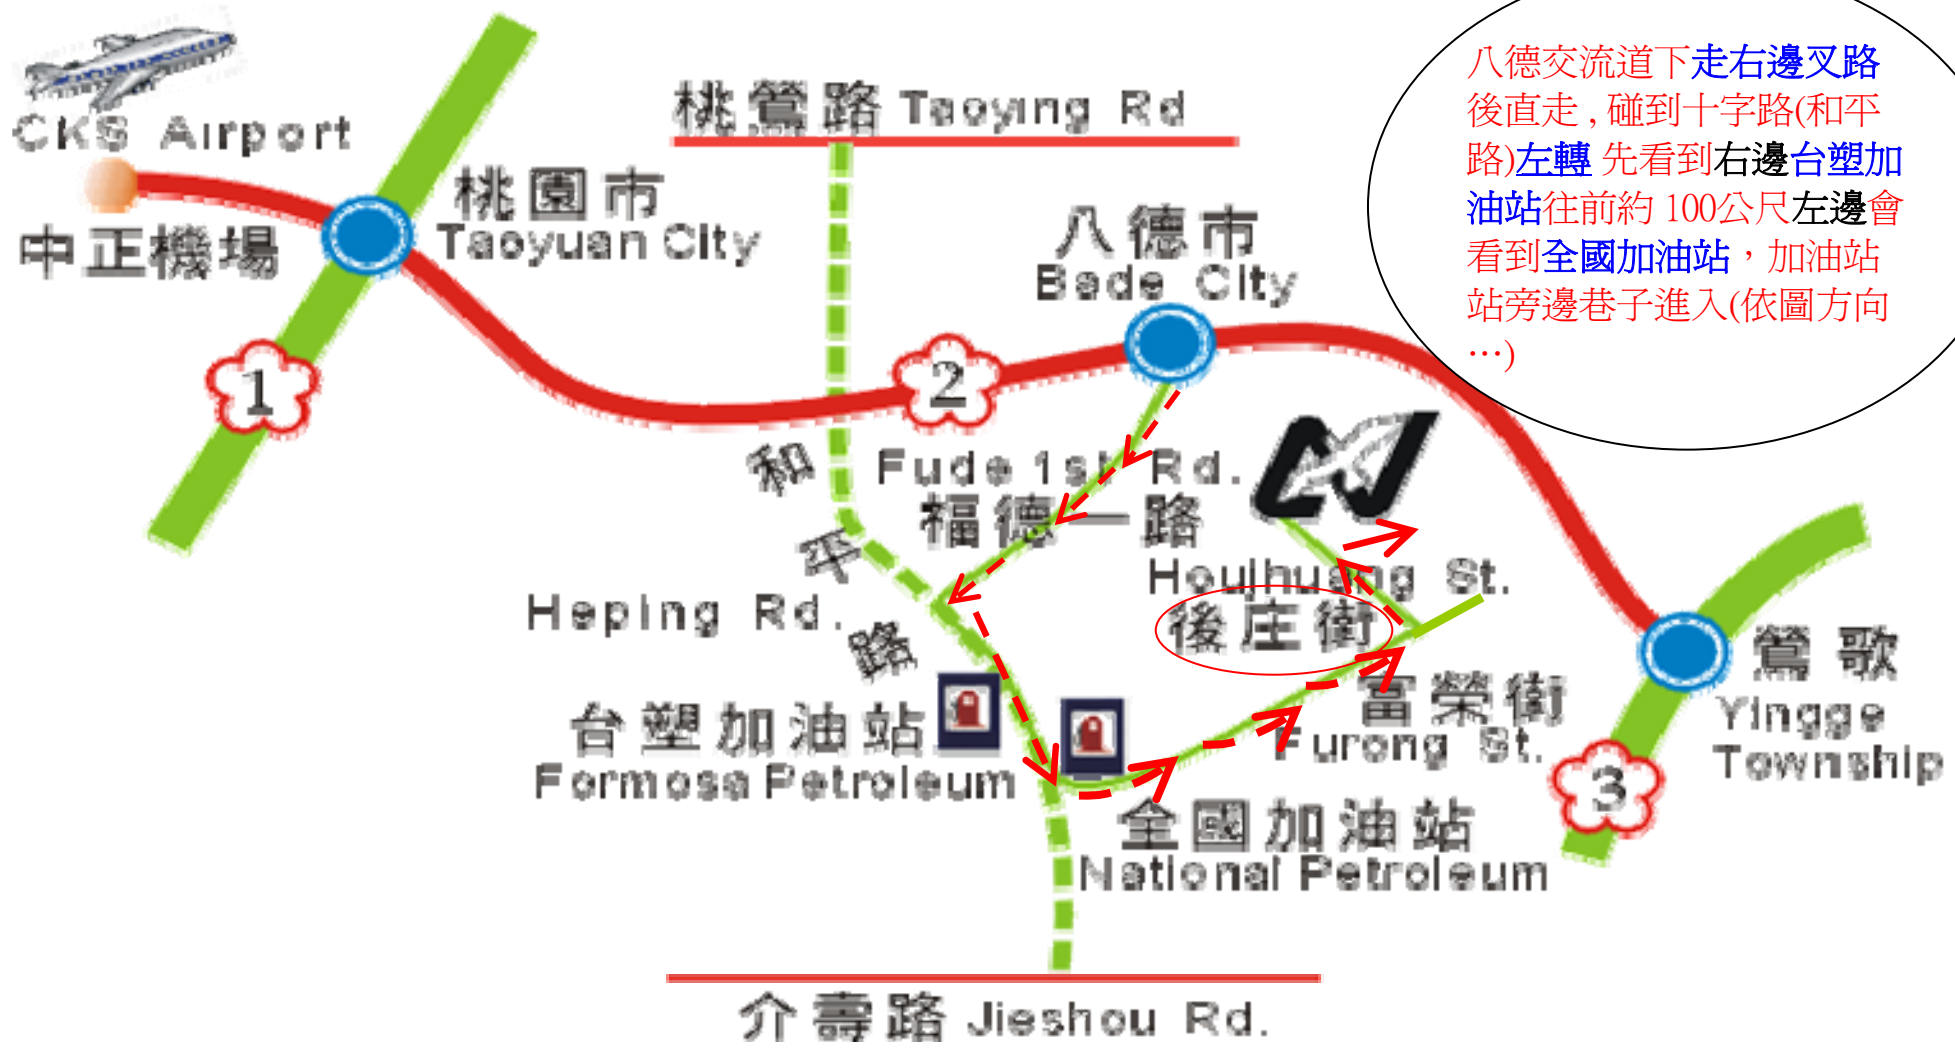 八德交流道下走右邊叉路
後直走 , 碰到十字路(和平
路)左轉 先看到右邊台塑加
油站往前約 100公尺左邊會
看到全國加油站，加油站
站旁邊巷子進入(依圖方向
…)
CKS Airport
中正機場
桃鶯路 Taoying Rd
桃園市
Taoyuan City
八德市
Bade City
1
2
和平路
Heping Rd.
Fude 1st Rd.
福德一路
Houjhuang St.
後庄街
富榮街
Furong St.
鶯歌
Yingge
Township
3
台塑加油站
Formosa Petroleum
全國加油站
National Petroleum
介壽路 Jieshou Rd.